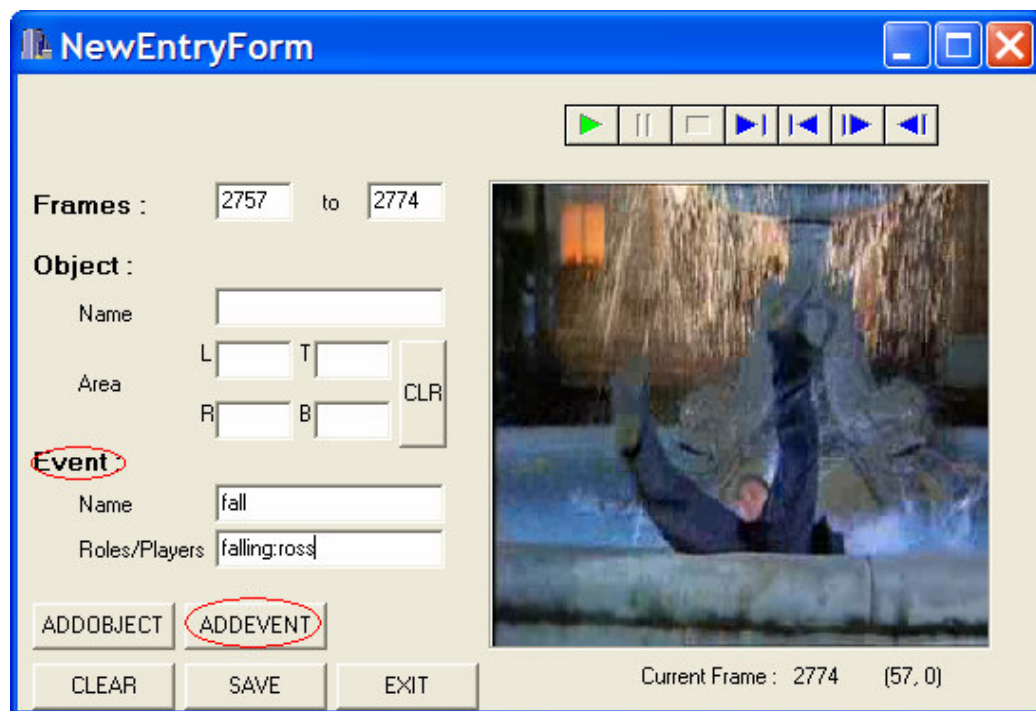 NewEntryForm
Frames :
2757 to 2774
Object :
Name
L T
Area
CLR
R B
Event :
Name fall
Roles/Players falling:ross
ADDOBJECT ADDEVENT
CLEAR SAVE EXIT
Current Frame : 2774 (57, 0)